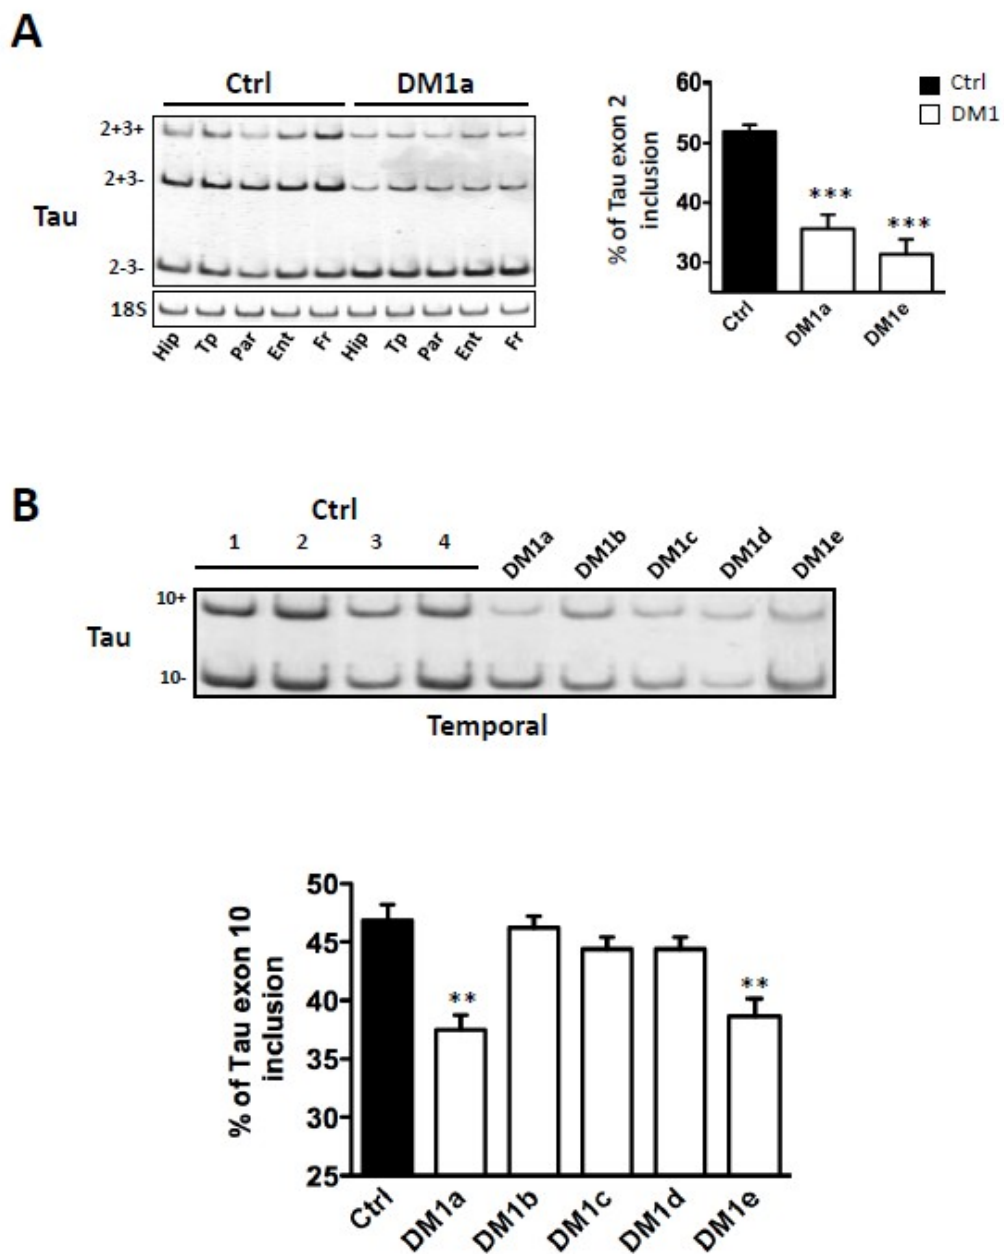 A
Ctrl DM1a
2+3+
2+3-
Tau
2-3-
18S
Hip Tp Par Ent Fr Hip Tp Par Ent Fr
Ctrl
DM1
% of Tau exon 2
inclusion
60
50
40
30
***
***
Ctrl DM1a DM1e
B
Ctrl
1 2 3 4 DM1a DM1b DM1c DM1d DM1e
10+
Tau
10-
Temporal
% of Tau exon 10
inclusion
50
45
40
35
30
25
**
**
Ctrl DM1a DM1b DM1c DM1d DM1e